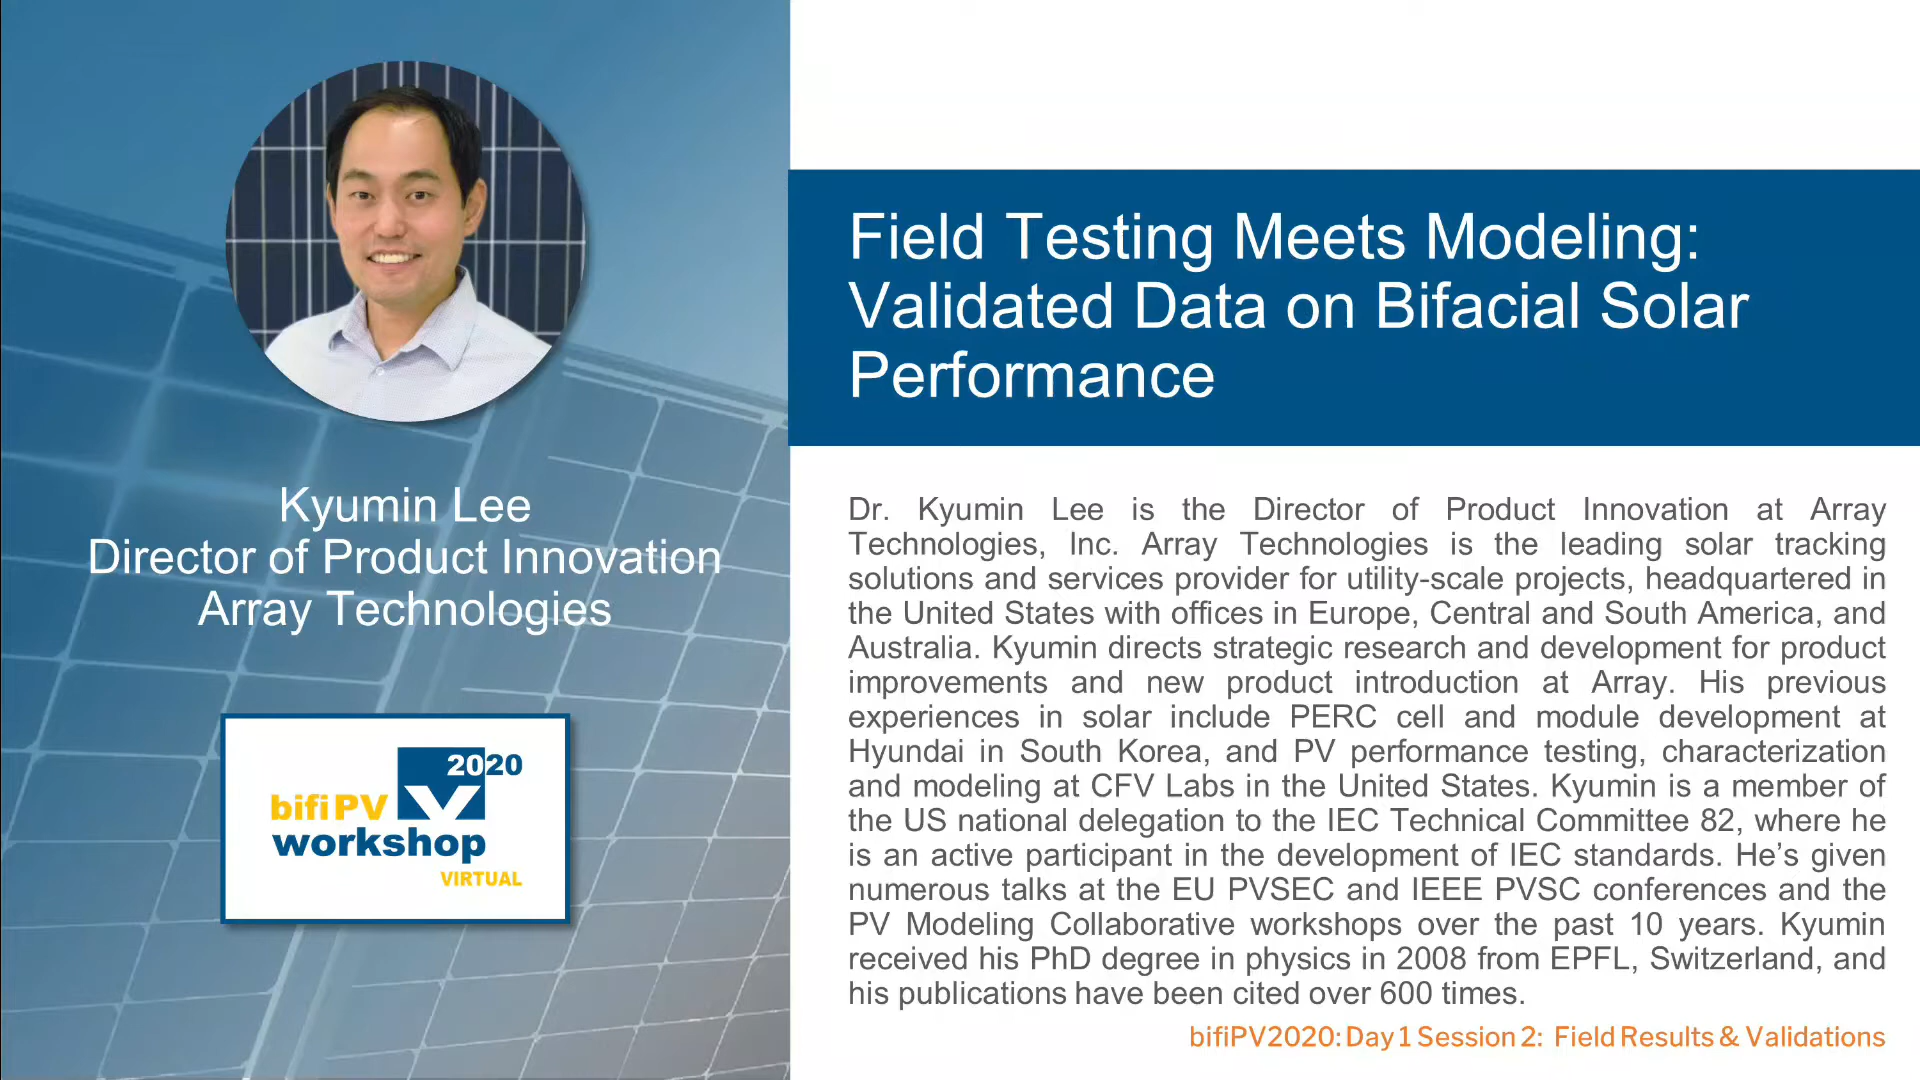 Kyumin Lee
Director of Product Innovation
Array Technologies
2020
bifi PV
workshop
VIRTUAL
Field Testing Meets Modeling:
Validated Data on Bifacial Solar
Performance
Dr. Kyumin Lee is the Director of Product Innovation at Array
Technologies, Inc. Array Technologies is the leading solar tracking
solutions and services provider for utility-scale projects, headquartered in
the United States with offices in Europe, Central and South America, and
Australia. Kyumin directs strategic research and development for product
improvements and new product introduction at Array. His previous
experiences in solar include PERC cell and module development at
Hyundai in South Korea, and PV performance testing, characterization
and modeling at CFV Labs in the United States. Kyumin is a member of
the US national delegation to the IEC Technical Committee 82, where he
is an active participant in the development of IEC standards. He’s given
numerous talks at the EU PVSEC and IEEE PVSC conferences and the
PV Modeling Collaborative workshops over the past 10 years. Kyumin
received his PhD degree in physics in 2008 from EPFL, Switzerland, and
his publications have been cited over 600 times.
bifiPV2020: Day 1 Session 2: Field Results & Validations